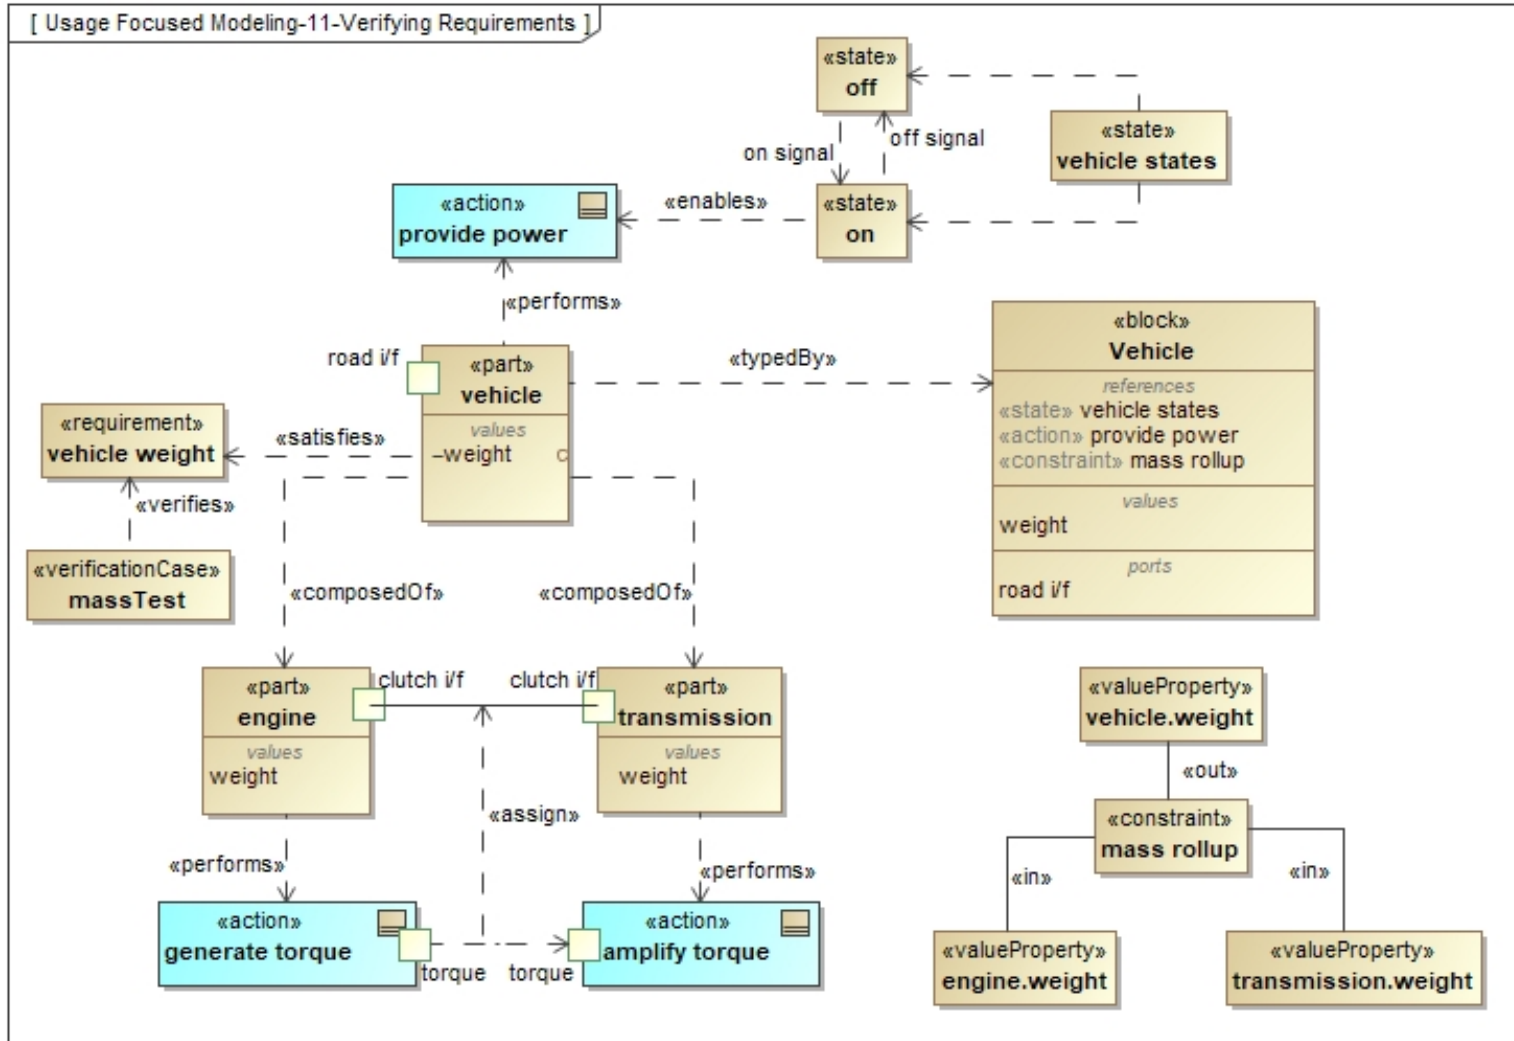 [ Usage Focused Modeling-11-Verifying Requirements ]
«state»
off
on signal
off signal
«state»
vehicle states
«action»
provide power
«enables»
«state»
on
«performs»
road i/f
«part»
vehicle
values
–weight c
«typedBy»
«block»
Vehicle
references
«state» vehicle states
«action» provide power
«constraint» mass rollup
values
weight
ports
road i/f
«requirement»
vehicle weight
«satisfies»
«verifies»
«verificationCase»
massTest
«composedOf»
«composedOf»
«part»
engine
values
weight
clutch i/f
clutch i/f
«part»
transmission
values
weight
«assign»
«performs»
«performs»
«action»
generate torque
torque
torque
«action»
amplify torque
«valueProperty»
vehicle.weight
«out»
«constraint»
mass rollup
«in»
«in»
«valueProperty»
engine.weight
«valueProperty»
transmission.weight